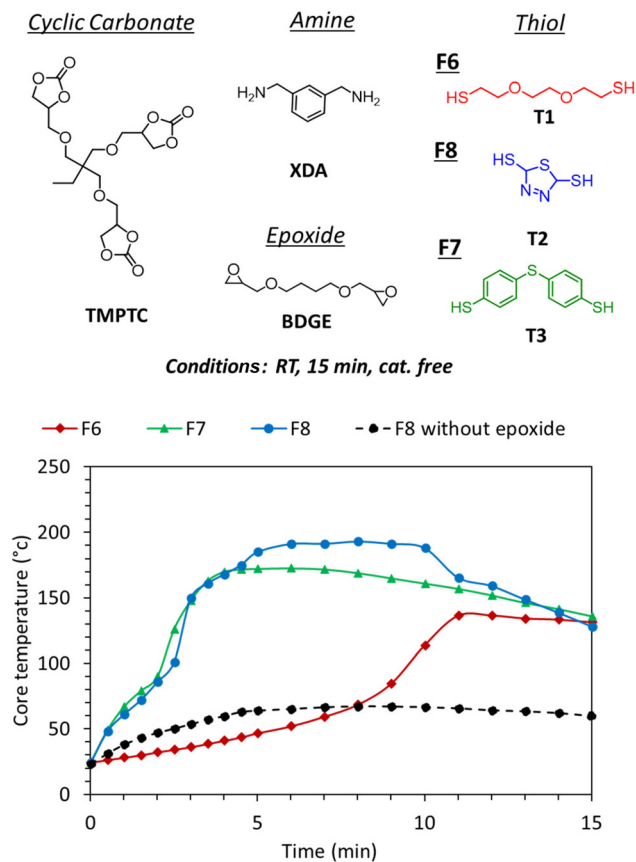 Cyclic Carbonate
Amine
Thiol
O
O
O
O
O
O
O
O
O
O
O
O
TMPTC
NH2
NH2
XDA
Epoxide
O
O
O
O
BDGE
F6
HS
O
O
SH
T1
F8
HS
S
SH
N
N
T2
F7
S
HS
SH
T3
Conditions: RT, 15 min, cat. free
F6
F7
F8
F8 without epoxide
250
200
150
100
50
0
Core temperature (°c)
0
5
10
15
Time (min)